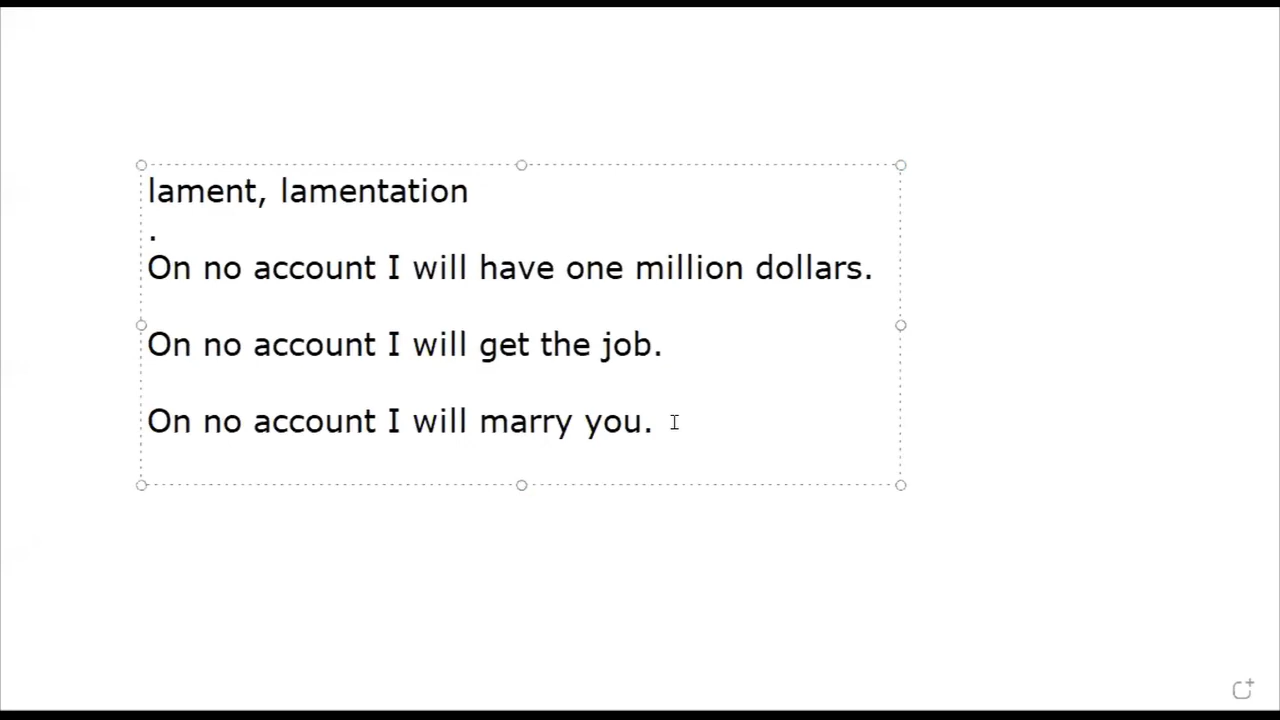 lament, lamentation
.
On no account I will have one million dollars.
On no account I will get the job.
On no account I will marry you.